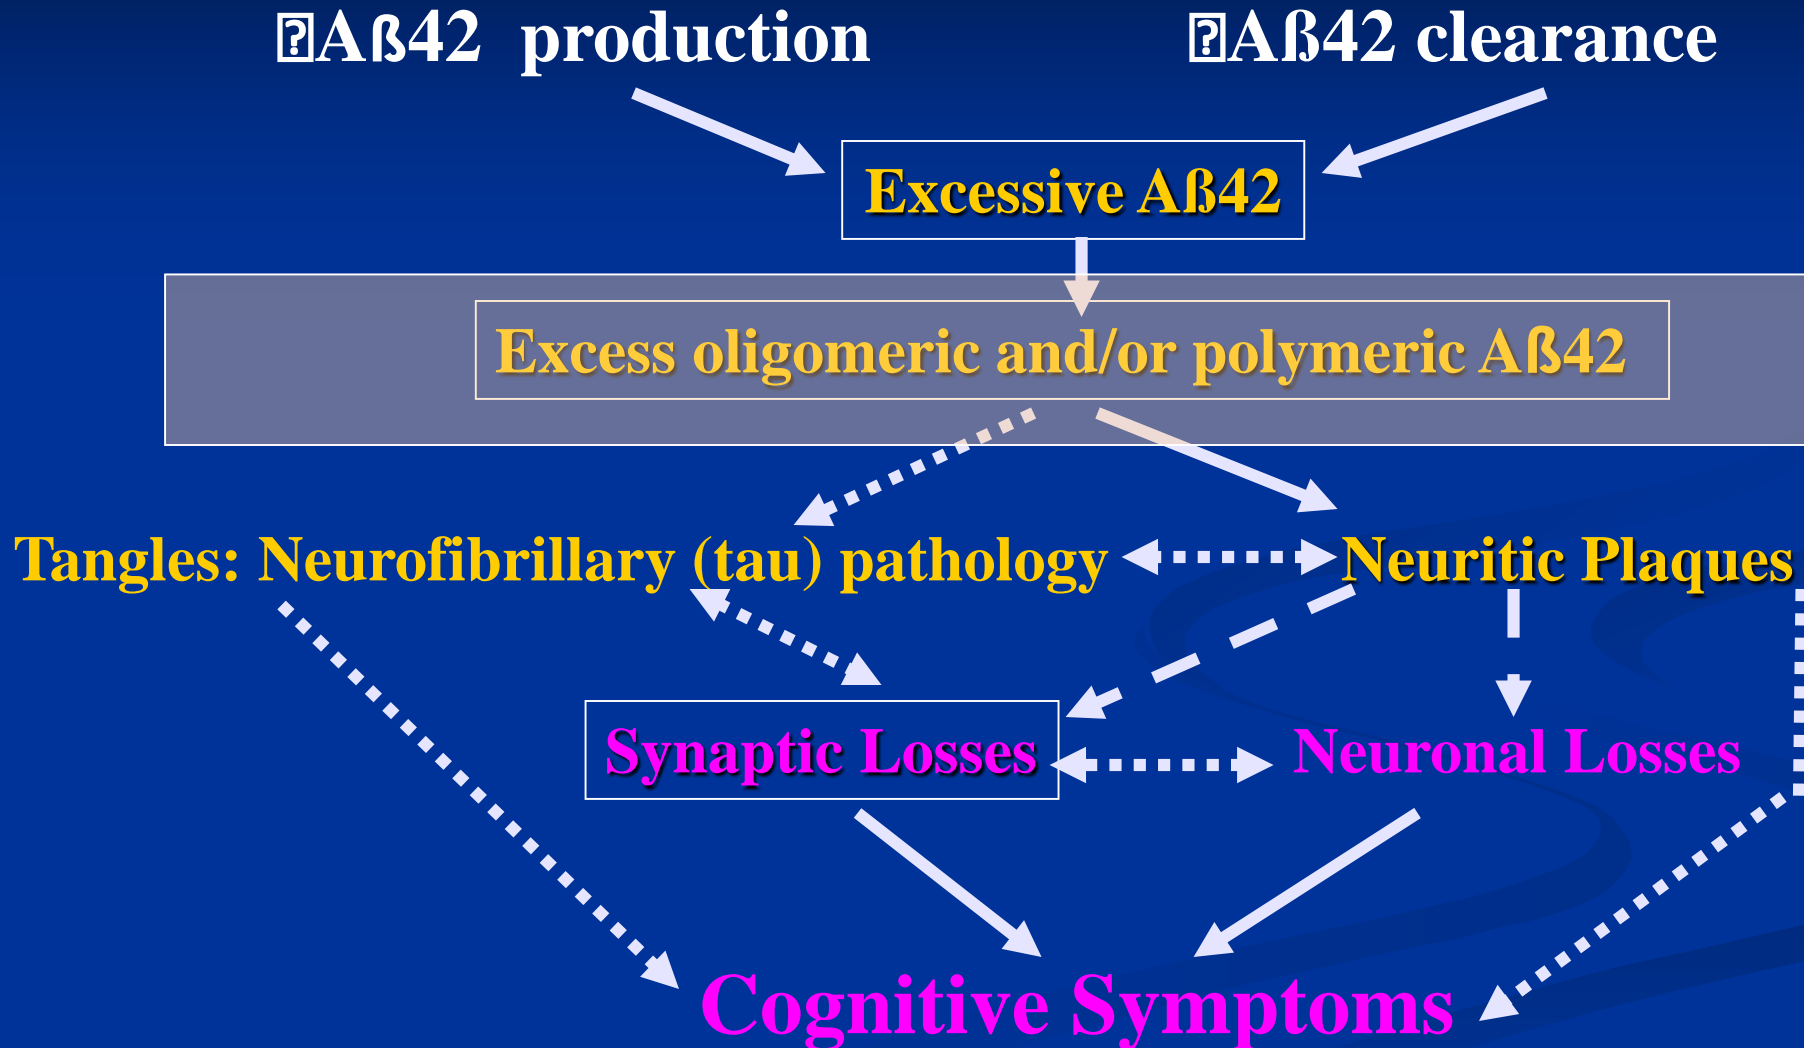 ⍰Aß42 production
⍰Aß42 clearance
Excessive Aß42
Excess oligomeric and/or polymeric Aß42
Tangles: Neurofibrillary (tau) pathology
Neuritic Plaques
Synaptic Losses
Neuronal Losses
Cognitive Symptoms